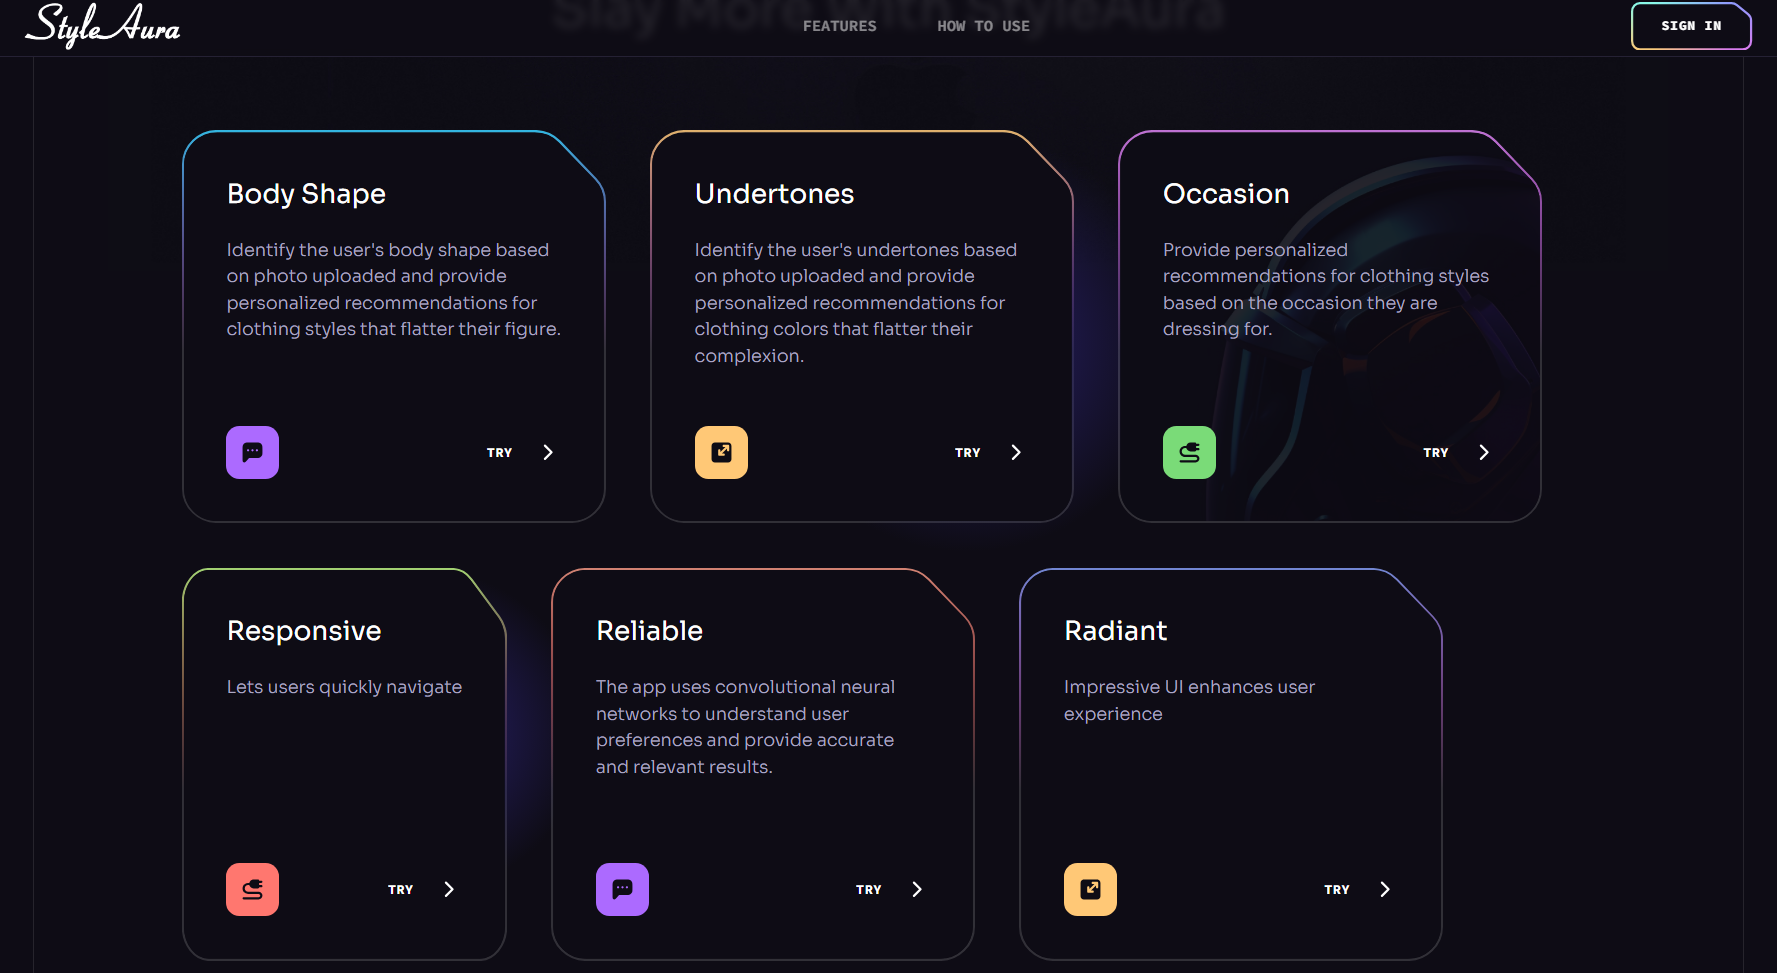 Slay More with StyleAura
StyleAura
FEATURES
HOW TO USE
SIGN IN
Body Shape
Identify the user's body shape based
on photo uploaded and provide
personalized recommendations for
clothing styles that flatter their figure.
TRY
Undertones
Identify the user's undertones based
on photo uploaded and provide
personalized recommendations for
clothing colors that flatter their
complexion.
TRY
Occasion
Provide personalized
recommendations for clothing styles
based on the occasion they are
dressing for.
TRY
Responsive
Lets users quickly navigate
TRY
Reliable
The app uses convolutional neural
networks to understand user
preferences and provide accurate
and relevant results.
TRY
Radiant
Impressive UI enhances user
experience
TRY